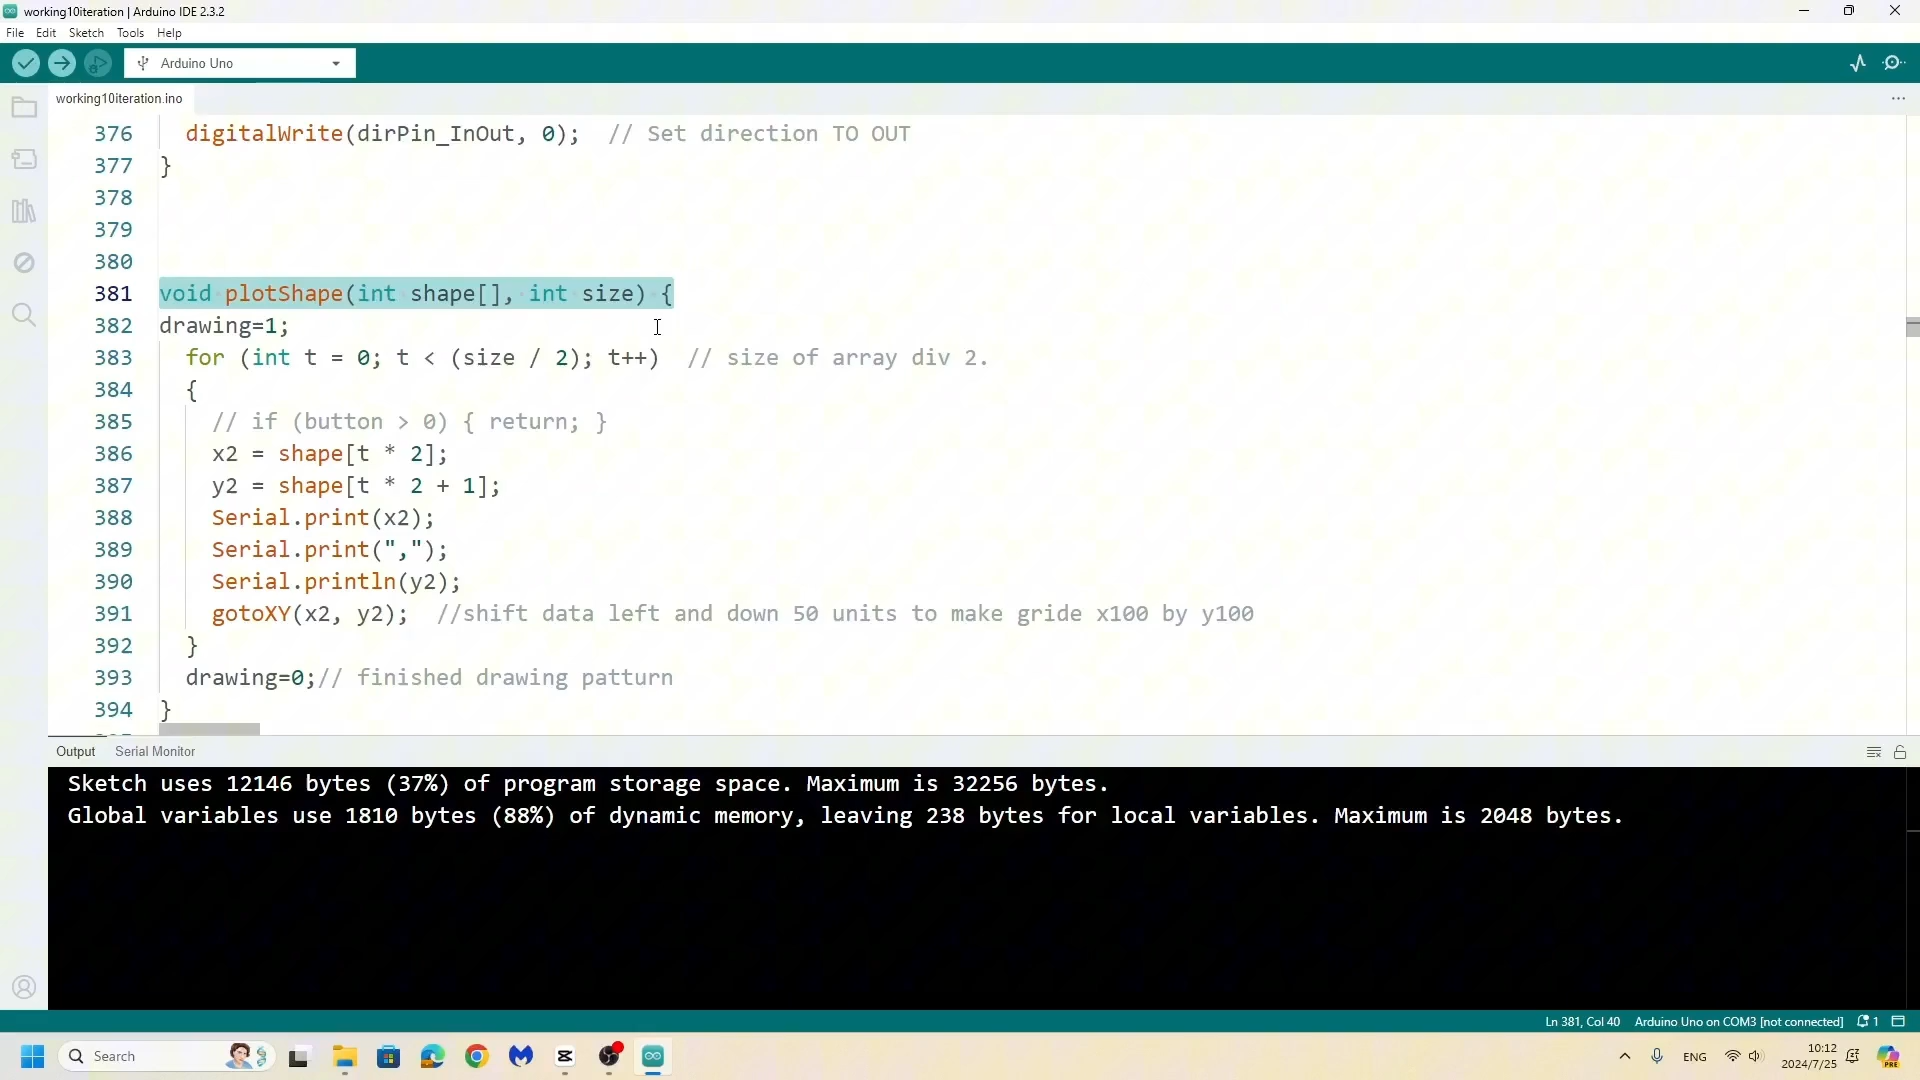 working10iteration | Arduino IDE 2.3.2
File Edit Sketch Tools Help
Arduino Uno
working10iteration.ino
376 digitalWrite(dirPin_InOut, 0); // Set direction TO OUT
377 }
378
379
380
381 void plotShape(int shape[], int size) {
382 drawing=1;
383 for (int t = 0; t < (size / 2); t++) // size of array div 2.
384 {
385 // if (button > 0) { return; }
386 x2 = shape[t * 2];
387 y2 = shape[t * 2 + 1];
388 Serial.print(x2);
389 Serial.print(",");
390 Serial.println(y2);
391 gotoXY(x2, y2); //shift data left and down 50 units to make gride x100 by y100
392 }
393 drawing=0;// finished drawing patturn
394 }
Output Serial Monitor
Sketch uses 12146 bytes (37%) of program storage space. Maximum is 32256 bytes.
Global variables use 1810 bytes (88%) of dynamic memory, leaving 238 bytes for local variables. Maximum is 2048 bytes.
Ln 381, Col 40 Arduino Uno on COM3 [not connected] 1
Search
ENG
10:12
2024/7/25
PRE